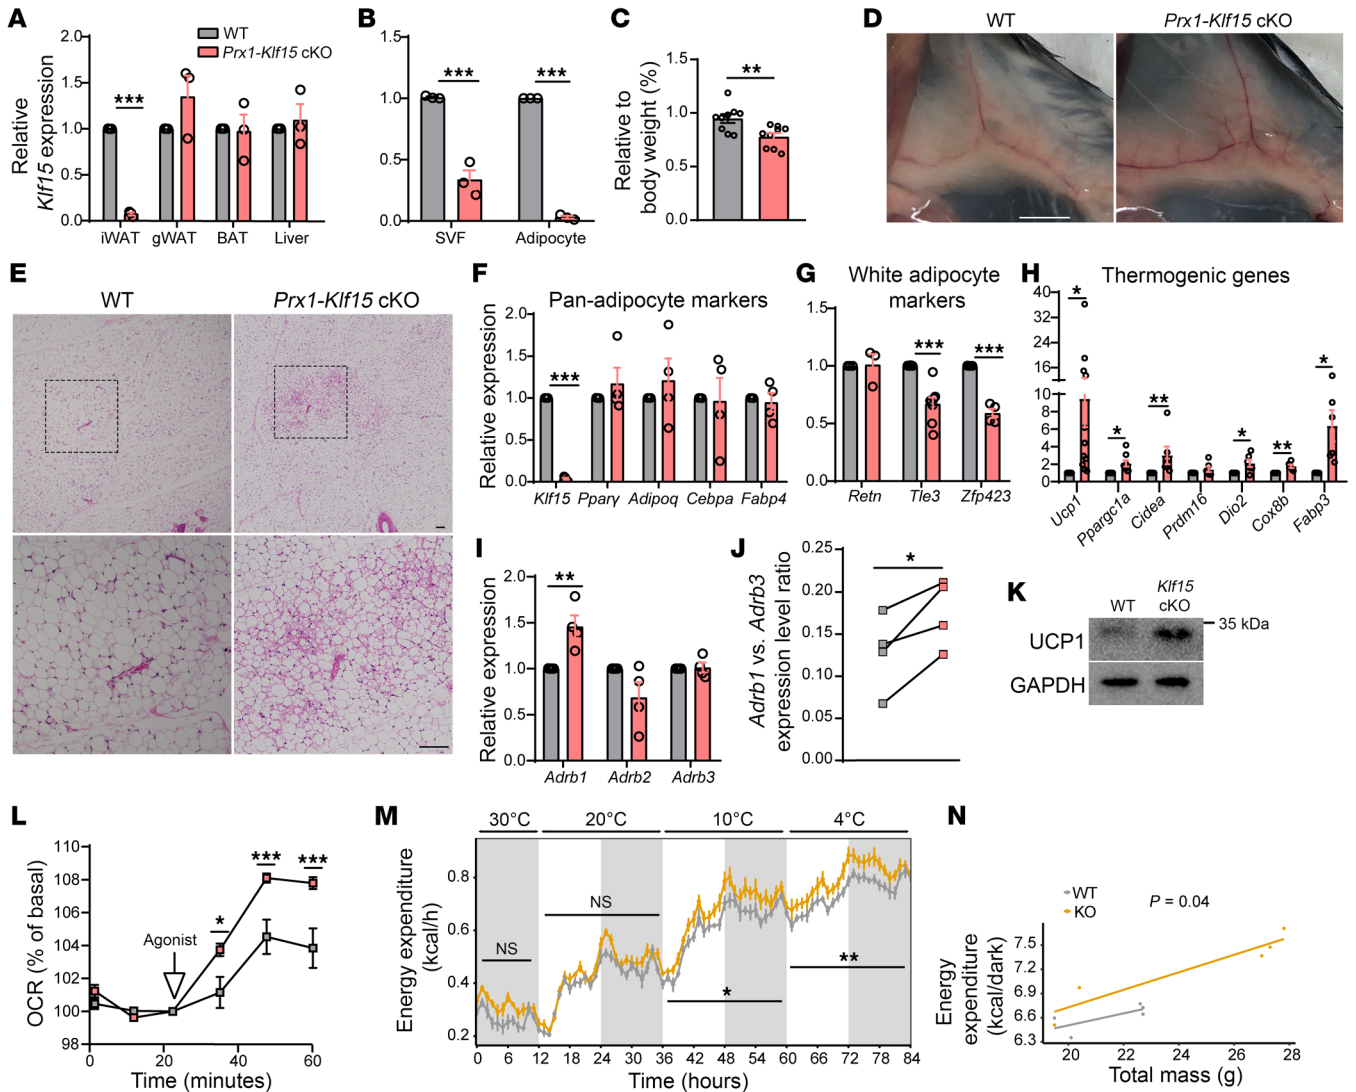 A
WT
Prx1-Klf15 cKO
Relative
Klf15 expression
2.0
1.5
1.0
0.5
0.0
***
iWAT gWAT BAT Liver
B
1.5
1.0
0.5
0.0
*** ***
SVF Adipocyte
C
Relative to
body weight (%)
1.5
1.0
0.5
0.0
**
D
WT Prx1-Klf15 cKO
E
WT Prx1-Klf15 cKO
F
Pan-adipocyte markers
Relative expression
2.0
1.5
1.0
0.5
0.0
***
Klf15 Pparγ Adipoq Cebpa Fabp4
G
White adipocyte
markers
1.5
1.0
0.5
0.0
*** ***
Retn Tle3 Zfp423
H
Thermogenic genes
40
32
24
16
10
8
6
4
2
0
* * ** * ** *
Ucp1 Ppargc1a Cidea Prdm16 Dio2 Cox8b Fabp3
I
Relative expression
2.0
1.5
1.0
0.5
0.0
**
Adrb1 Adrb2 Adrb3
J
Adrb1 vs. Adrb3
expression level ratio
0.25
0.20
0.15
0.10
0.05
0.00
*
K
WT Klf15
cKO
35 kDa
UCP1
GAPDH
L
OCR (% of basal)
110
108
106
104
102
100
98
Agonist
* *** ***
0 20 40 60
Time (minutes)
M
30°C 20°C 10°C 4°C
Energy expenditure
(kcal/h)
0.8
0.6
0.4
0.2
NS NS * **
0 6 12 18 24 30 36 42 48 54 60 66 72 78 84
Time (hours)
N
WT
KO
P = 0.04
Energy
expenditure
(kcal/dark)
7.5
7.2
6.9
6.6
6.3
20 22 24 26 28
Total mass (g)